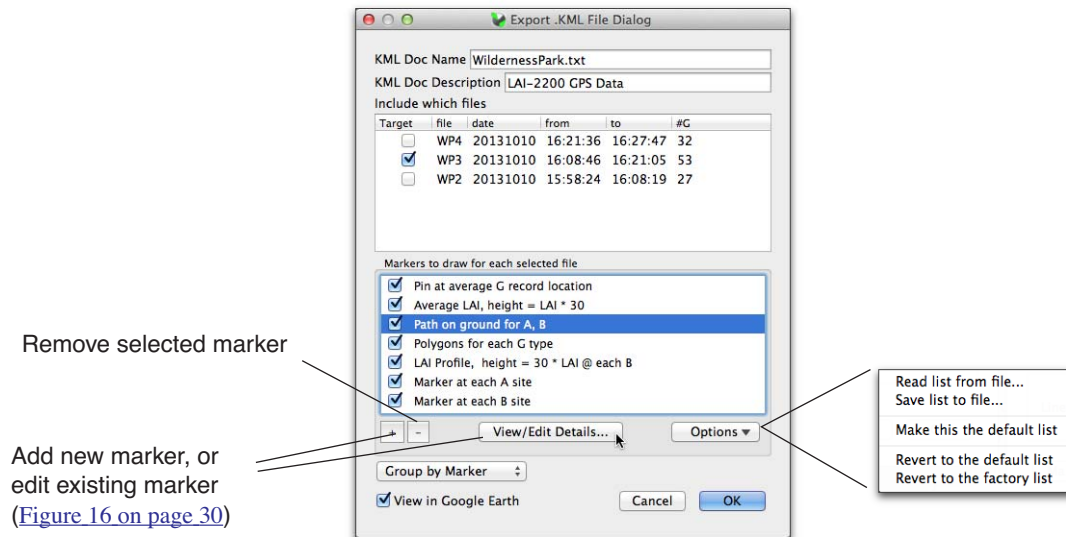 Export .KML File Dialog
KML Doc Name WildernessPark.txt
KML Doc Description LAI-2200 GPS Data
Include which files
Target file date from to #G
WP4 20131010 16:21:36 16:27:47 32
WP3 20131010 16:08:46 16:21:05 53
WP2 20131010 15:58:24 16:08:19 27
Markers to draw for each selected file
Pin at average G record location
Average LAI, height = LAI * 30
Path on ground for A, B
Polygons for each G type
LAI Profile, height = 30 * LAI @ each B
Marker at each A site
Marker at each B site
+ - View/Edit Details... Options ▼
Group by Marker
View in Google Earth Cancel OK
Remove selected marker
Add new marker, or
edit existing marker
(Figure 16 on page 30)
Read list from file...
Save list to file...
Make this the default list
Revert to the default list
Revert to the factory list